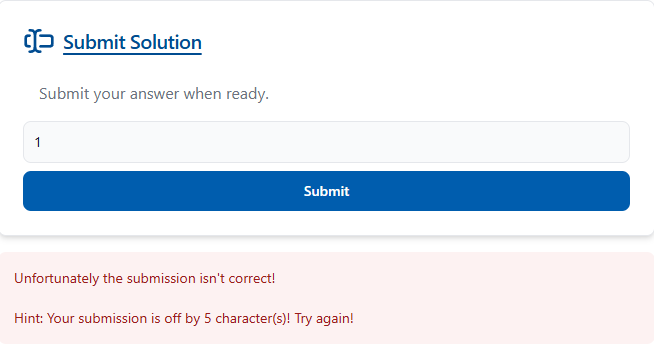 Submit Solution
Submit your answer when ready.
1
Submit
Unfortunately the submission isn't correct!
Hint: Your submission is off by 5 character(s)! Try again!